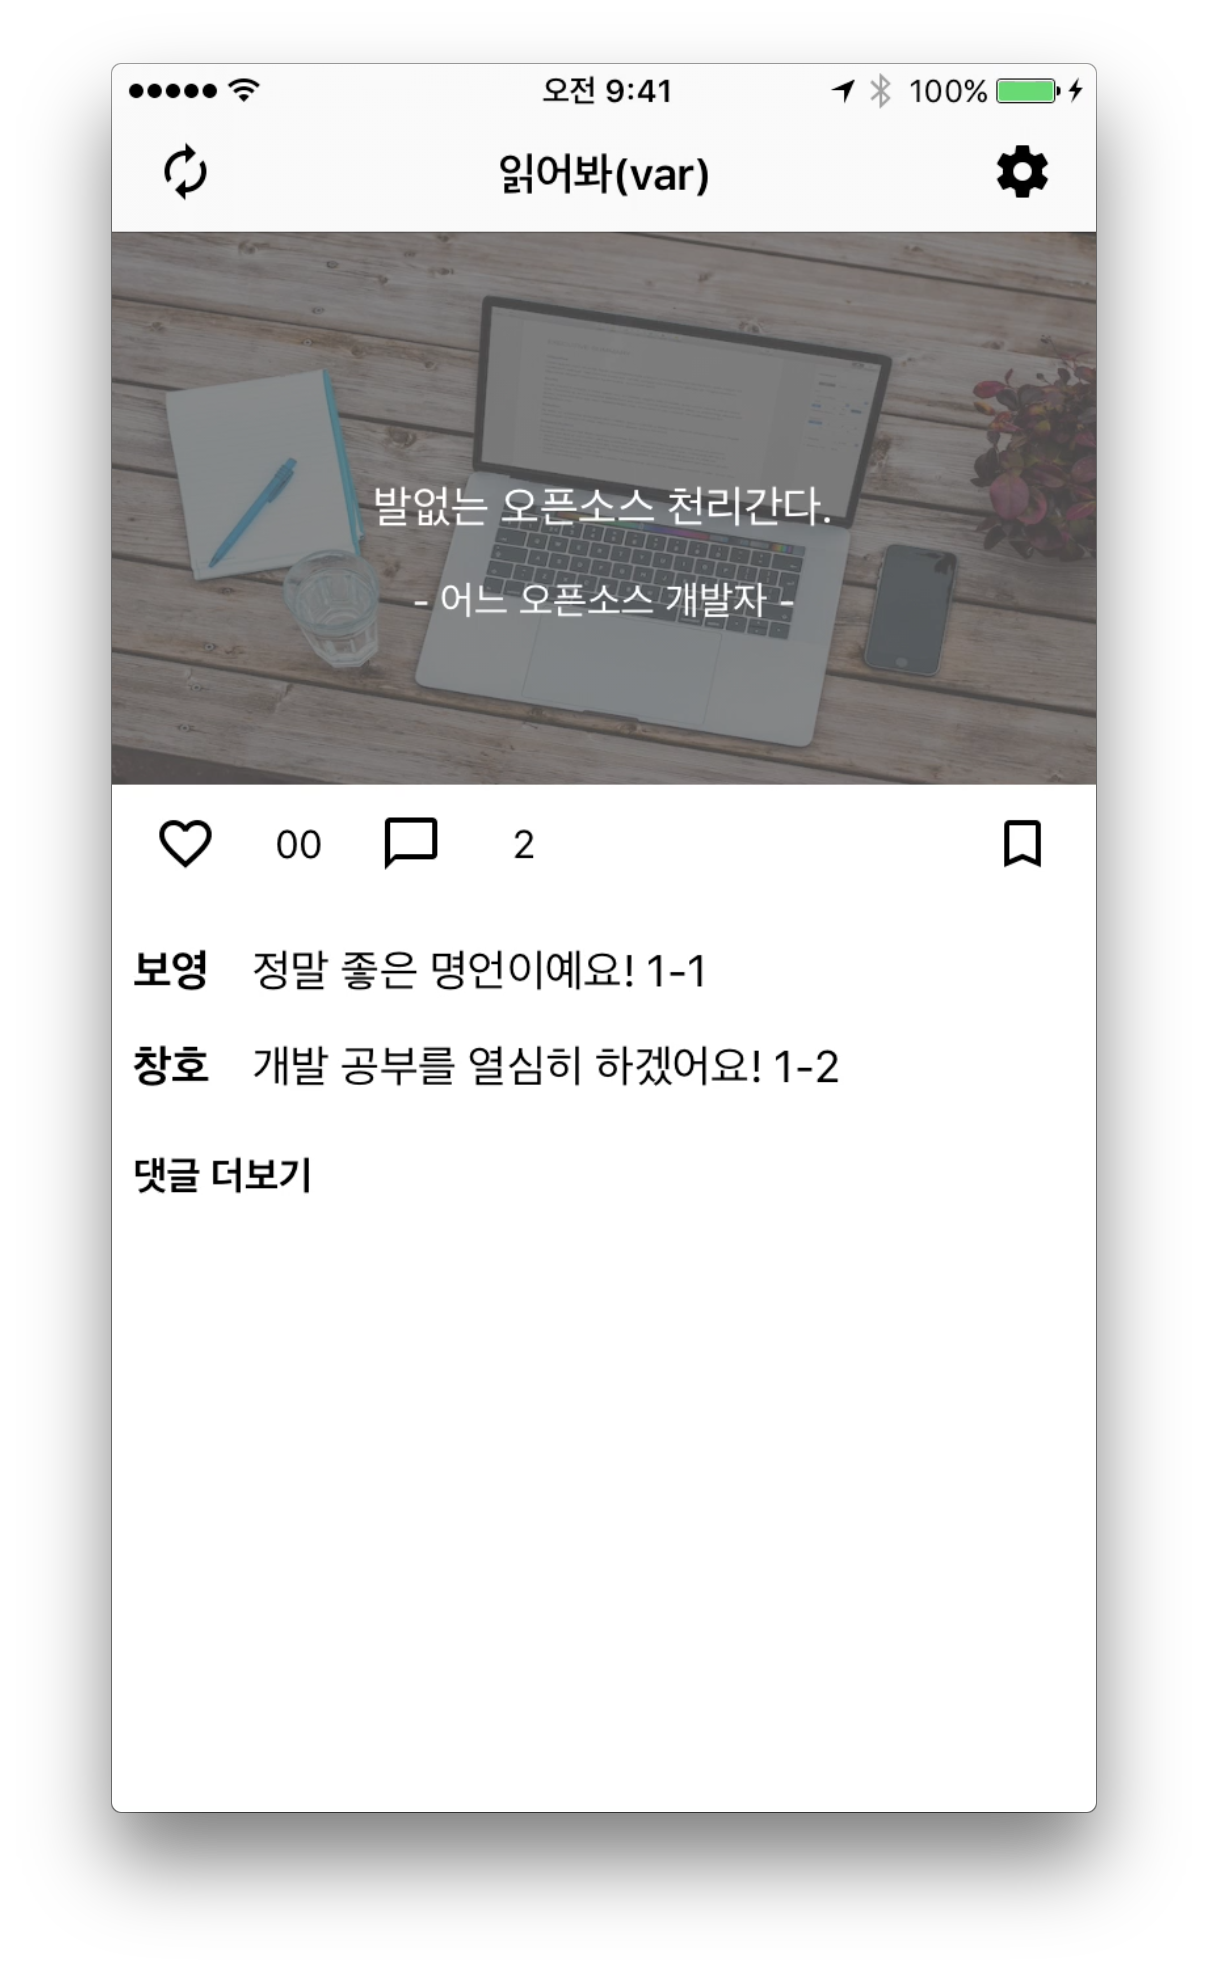 오전 9:41
100%
읽어봐(var)
발없는 오픈소스 천리간다.
- 어느 오픈소스 개발자 -
00
2
보영 정말 좋은 명언이예요! 1-1
창호 개발 공부를 열심히 하겠어요! 1-2
댓글 더보기